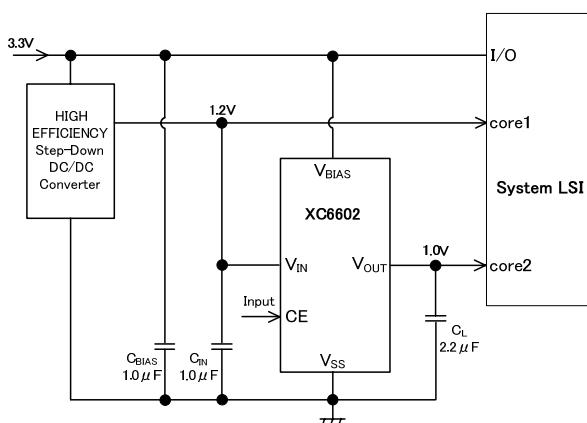 3.3V
I/O
HIGH
EFFICIENCY
Step-Down
DC/DC
Converter
1.2V
core1
VBIAS
XC6602
System LSI
VIN
VOUT
1.0V
core2
Input
CE
CBIAS
1.0μF
CIN
1.0μF
VSS
CL
2.2μF